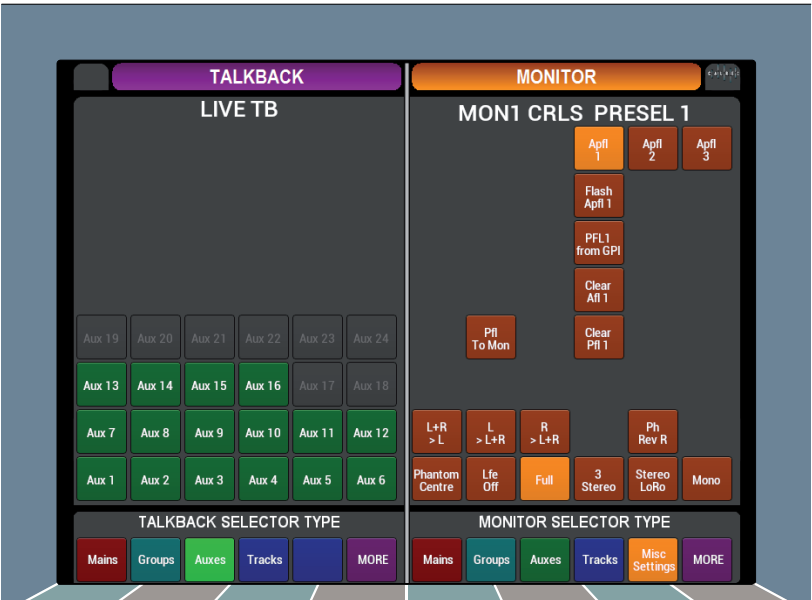 TALKBACK
MONITOR
CALREC
LIVE TB
MON1 CRLS PRESEL 1
Apfl
1
Apfl
2
Apfl
3
Flash
Apfl 1
PFL1
from GPI
Clear
Afl 1
Aux 19
Aux 20
Aux 21
Aux 22
Aux 23
Aux 24
Pfl
To Mon
Clear
Pfl 1
Aux 13
Aux 14
Aux 15
Aux 16
Aux 17
Aux 18
Aux 7
Aux 8
Aux 9
Aux 10
Aux 11
Aux 12
L+R
> L
L
> L+R
R
> L+R
Ph
Rev R
Aux 1
Aux 2
Aux 3
Aux 4
Aux 5
Aux 6
Phantom
Centre
Lfe
Off
Full
3
Stereo
Stereo
LoRo
Mono
TALKBACK SELECTOR TYPE
MONITOR SELECTOR TYPE
Mains
Groups
Auxes
Tracks
MORE
Mains
Groups
Auxes
Tracks
Misc
Settings
MORE